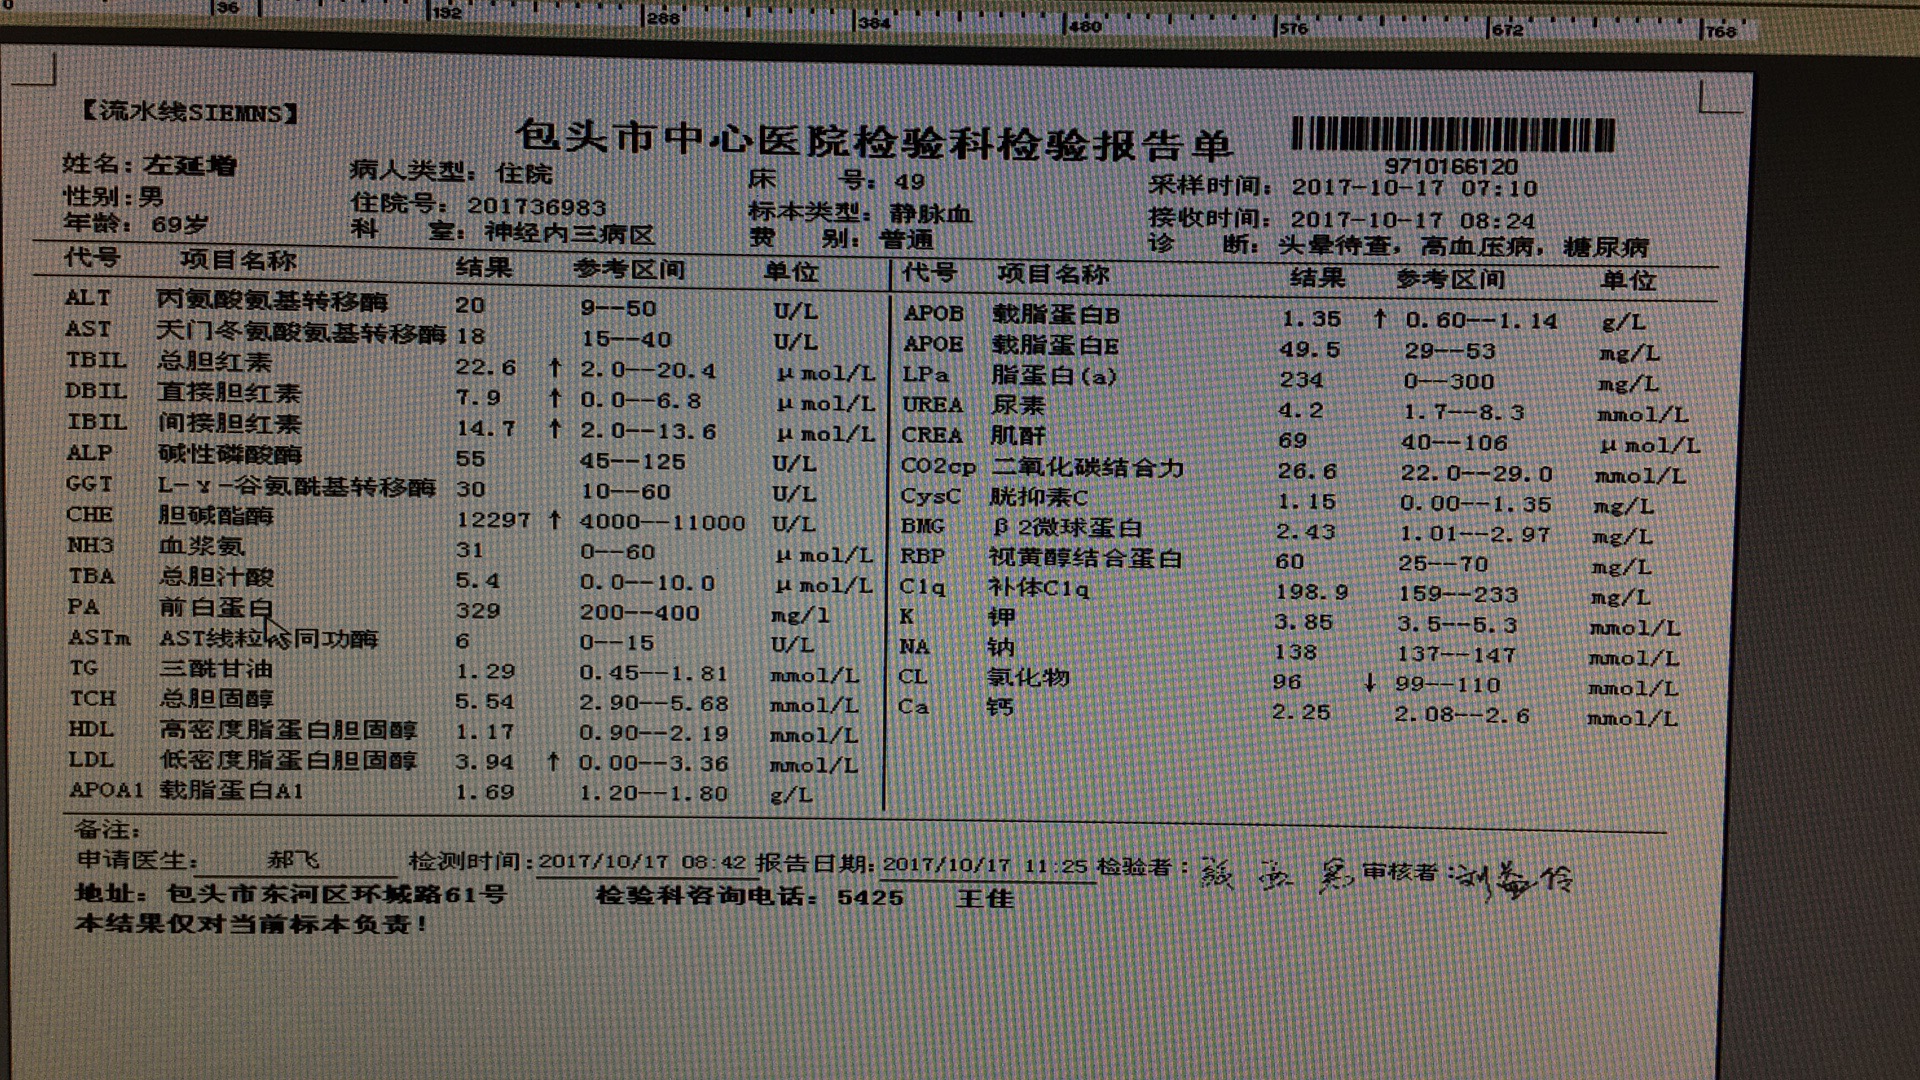 0 96 192 288 384 480 576 672 768
【流水线SIEMNS】
包头市中心医院检验科检验报告单
9710166120
姓名：左延增 病人类型：住院 床 号：49 采样时间：2017-10-17 07:10
性别：男 住院号：201736983 标本类型：静脉血 接收时间：2017-10-17 08:24
年龄：69岁 科 室：神经内三病区 费 别：普通 诊 断：头晕待查，高血压病，糖尿病
代号 项目名称 结果 参考区间 单位 代号 项目名称 结果 参考区间 单位
ALT 丙氨酸氨基转移酶 20 9--50 U/L APOB 载脂蛋白B 1.35 ↑ 0.60--1.14 g/L
AST 天门冬氨酸氨基转移酶 18 15--40 U/L APOE 载脂蛋白E 49.5 29--53 mg/L
TBIL 总胆红素 22.6 ↑ 2.0--20.4 μmol/L LPa 脂蛋白(a) 234 0--300 mg/L
DBIL 直接胆红素 7.9 ↑ 0.0--6.8 μmol/L UREA 尿素 4.2 1.7--8.3 mmol/L
IBIL 间接胆红素 14.7 ↑ 2.0--13.6 μmol/L CREA 肌酐 69 40--106 μmol/L
ALP 碱性磷酸酶 55 45--125 U/L CO2cp 二氧化碳结合力 26.6 22.0--29.0 mmol/L
GGT L-γ-谷氨酰基转移酶 30 10--60 U/L CysC 胱抑素C 1.15 0.00--1.35 mg/L
CHE 胆碱酯酶 12297 ↑ 4000--11000 U/L BMG β2微球蛋白 2.43 1.01--2.97 mg/L
NH3 血浆氨 31 0--60 μmol/L RBP 视黄醇结合蛋白 60 25--70 mg/L
TBA 总胆汁酸 5.4 0.0--10.0 μmol/L C1q 补体C1q 198.9 159--233 mg/L
PA 前白蛋白 329 200--400 mg/l K 钾 3.85 3.5--5.3 mmol/L
ASTm AST线粒体同功酶 6 0--15 U/L NA 钠 138 137--147 mmol/L
TG 三酰甘油 1.29 0.45--1.81 mmol/L CL 氯化物 96 ↓ 99--110 mmol/L
TCH 总胆固醇 5.54 2.90--5.68 mmol/L Ca 钙 2.25 2.08--2.6 mmol/L
HDL 高密度脂蛋白胆固醇 1.17 0.90--2.19 mmol/L
LDL 低密度脂蛋白胆固醇 3.94 ↑ 0.00--3.36 mmol/L
APOA1 载脂蛋白A1 1.69 1.20--1.80 g/L
备注：
申请医生： 郝飞 检测时间：2017/10/17 08:42 报告日期：2017/10/17 11:25 检验者： 审核者：
地址：包头市东河区环城路61号 检验科咨询电话：5425 王佳
本结果仅对当前标本负责！